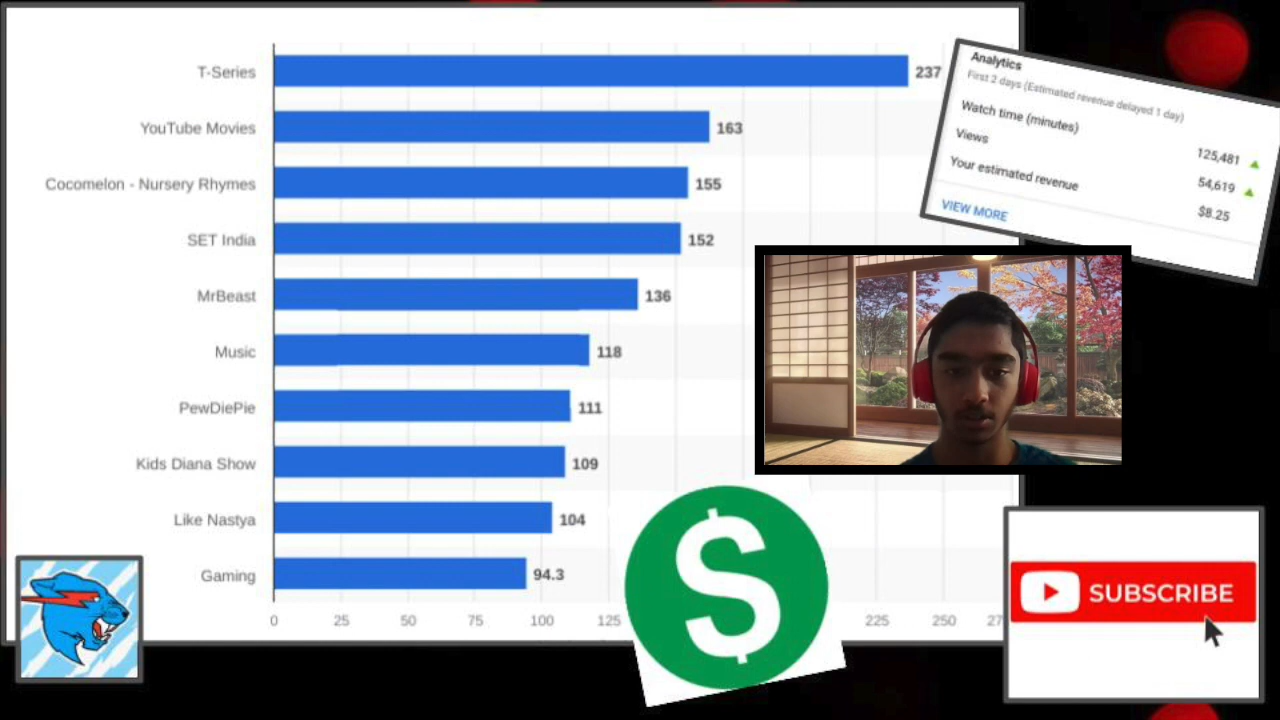 T-Series
237
YouTube Movies
163
Cocomelon - Nursery Rhymes
155
SET India
152
MrBeast
136
Music
118
PewDiePie
111
Kids Diana Show
109
Like Nastya
104
Gaming
94.3
0 25 50 75 100 125 225 250
Analytics
First 2 days (Estimated revenue delayed 1 day)
Watch time (minutes) 125,481
Views 54,619
Your estimated revenue $8.25
VIEW MORE
$
SUBSCRIBE